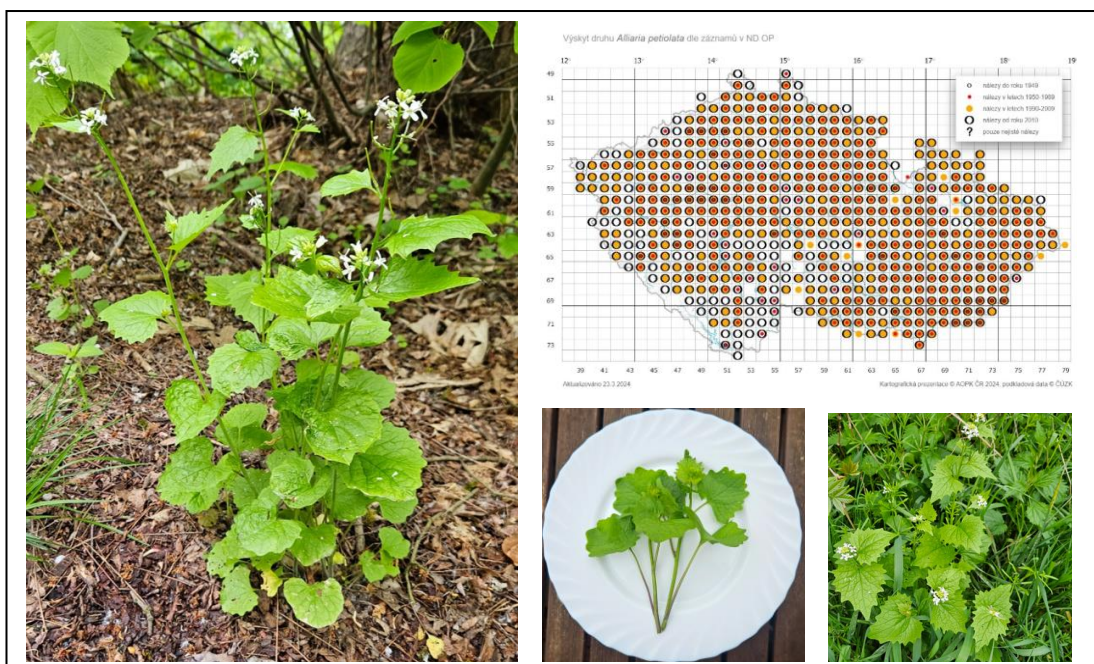 Výskyt druhu Alliaria petiolata dle záznamů v ND OP
12 13 14 15 16 17 18 19
49
51
53
55
57
59
61
63
65
67
69
71
73
nálezy do roku 1949
nálezy v letech 1950-1989
nálezy v letech 1990-2009
nálezy od roku 2010
? pouze nejisté nálezy
39 41 43 45 47 49 51 53 55 57 59 61 63 65 67 69 71 73 75 77 79
Aktualizováno 23.3.2024
Kartografická prezentace © AOPK ČR 2024, podkladová data © ČÚZK